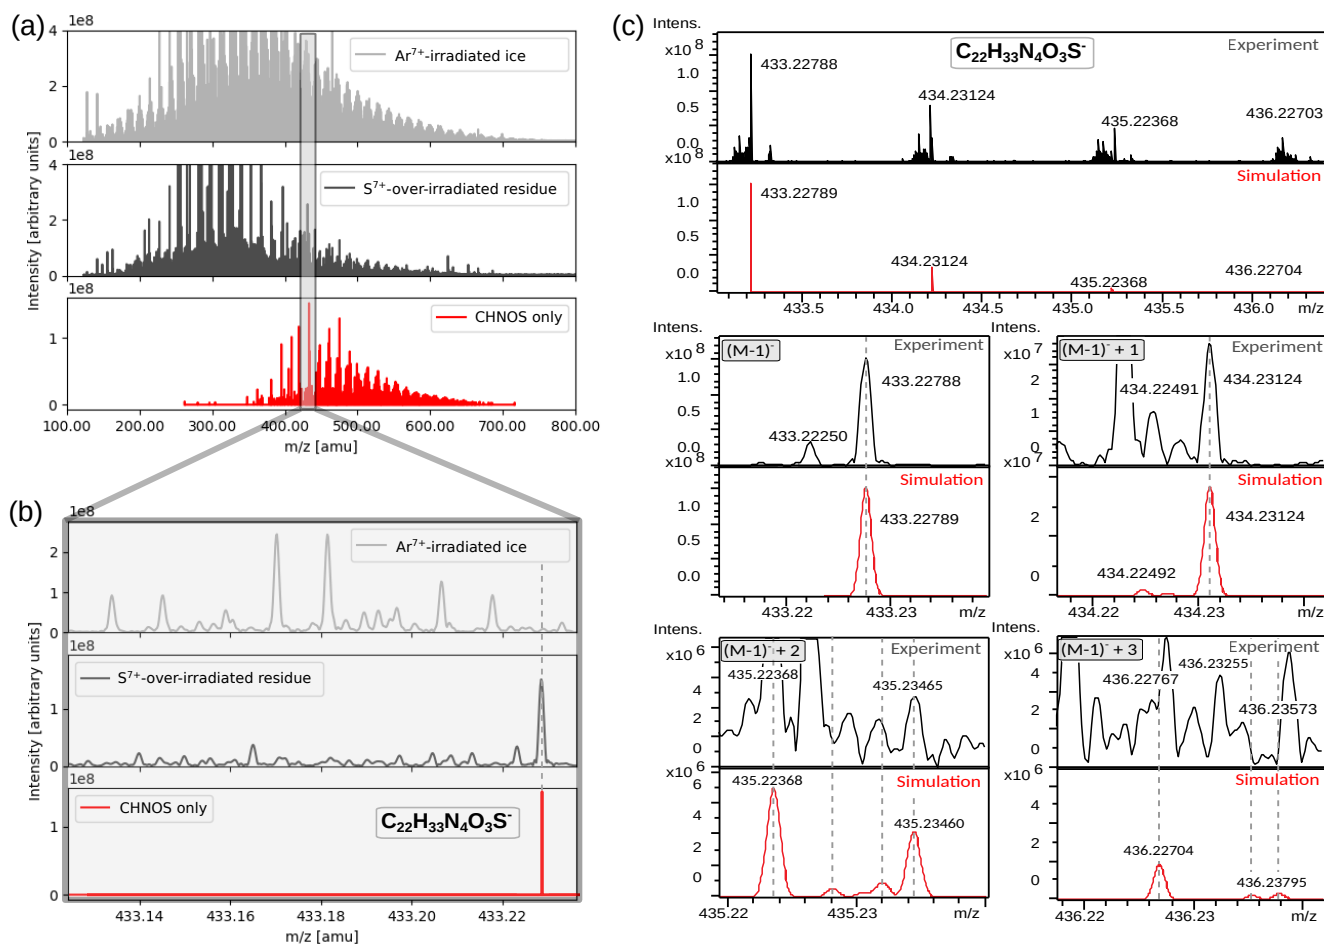 (a)
1e8
4
2
0
Ar7+-irradiated ice
4
2
0
S7+-over-irradiated residue
1e8
1
0
CHNOS only
Intensity [arbitrary units]
100.00 200.00 300.00 400.00 500.00 600.00 700.00 800.00
m/z [amu]
(b)
1e8
2
1
0
Ar7+-irradiated ice
1e8
1
0
S7+-over-irradiated residue
1e8
1
0
CHNOS only
C22H33N4O3S-
Intensity [arbitrary units]
433.14 433.16 433.18 433.20 433.22
m/z [amu]
(c)
Intens.
x10 8
1.0
0.5
0.0
C22H33N4O3S-
Experiment
433.22788
434.23124
435.22368
436.22703
x10 8
1.0
0.5
0.0
Simulation
433.22789
434.23124
435.22368
436.22704
433.5 434.0 434.5 435.0 435.5 436.0 m/z
Intens.
x10 8
1.0
0.5
0.0
(M-1)-
Experiment
433.22788
433.22250
x10 8
1.0
0.5
0.0
Simulation
433.22789
433.22 433.23 m/z
Intens.
x10 7
2
1
0
(M-1)- + 1
Experiment
434.22491
434.23124
x10 7
2
0
Simulation
434.23124
434.22492
434.22 434.23 m/z
Intens.
x10 6
4
2
0
(M-1)- + 2
Experiment
435.22368
435.23465
x10 6
6
4
2
0
Simulation
435.22368
435.23460
435.22 435.23 m/z
Intens.
x10 6
4
2
0
(M-1)- + 3
Experiment
436.22767
436.23255
436.23573
x10 6
4
2
0
Simulation
436.22704
436.23795
436.22 436.23 m/z